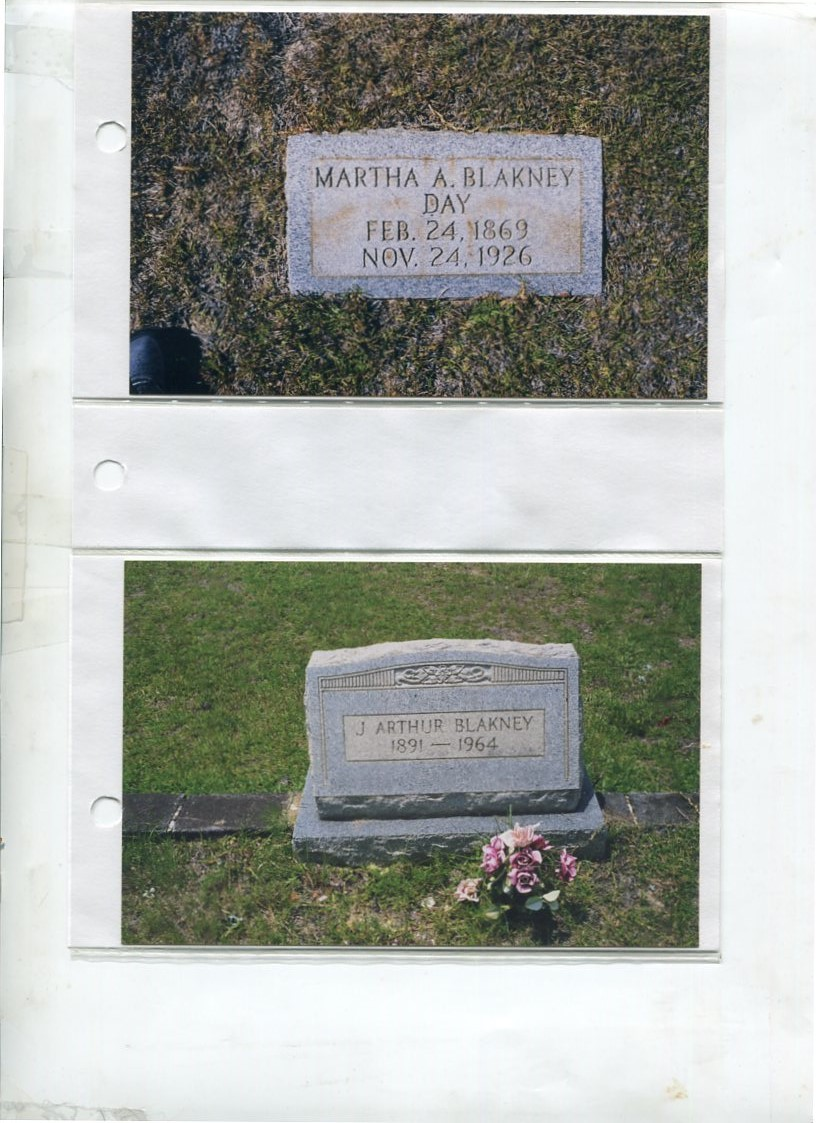 MARTHA A. BLAKNEY
DAY
FEB. 24, 1869
NOV. 24, 1926
J ARTHUR BLAKNEY
1891 — 1964